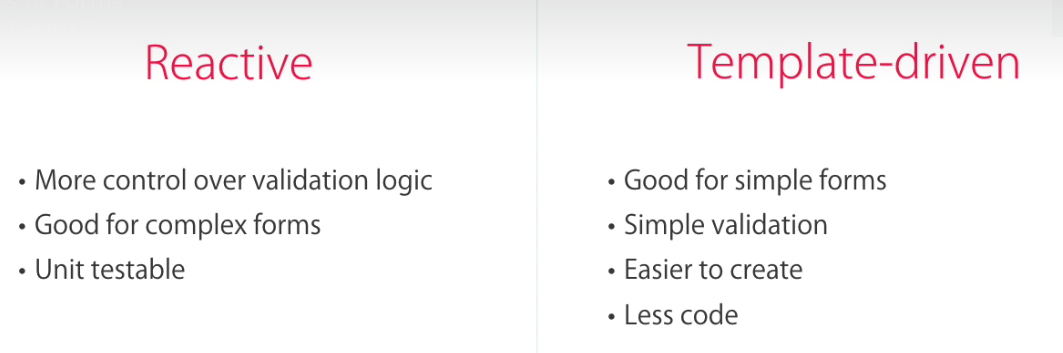 Reactive
• More control over validation logic
• Good for complex forms
• Unit testable
Template-driven
• Good for simple forms
• Simple validation
• Easier to create
• Less code